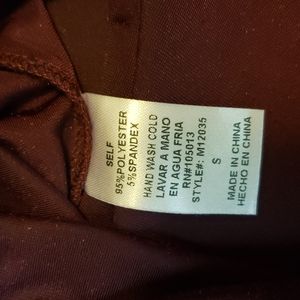 SELF
95%POLYESTER
5%SPANDEX
HAND WASH COLD
LAVAR A MANO
EN AGUA FRIA
RN#105013
STYLE#: M12035
S
MADE IN CHINA
HECHO EN CHINA